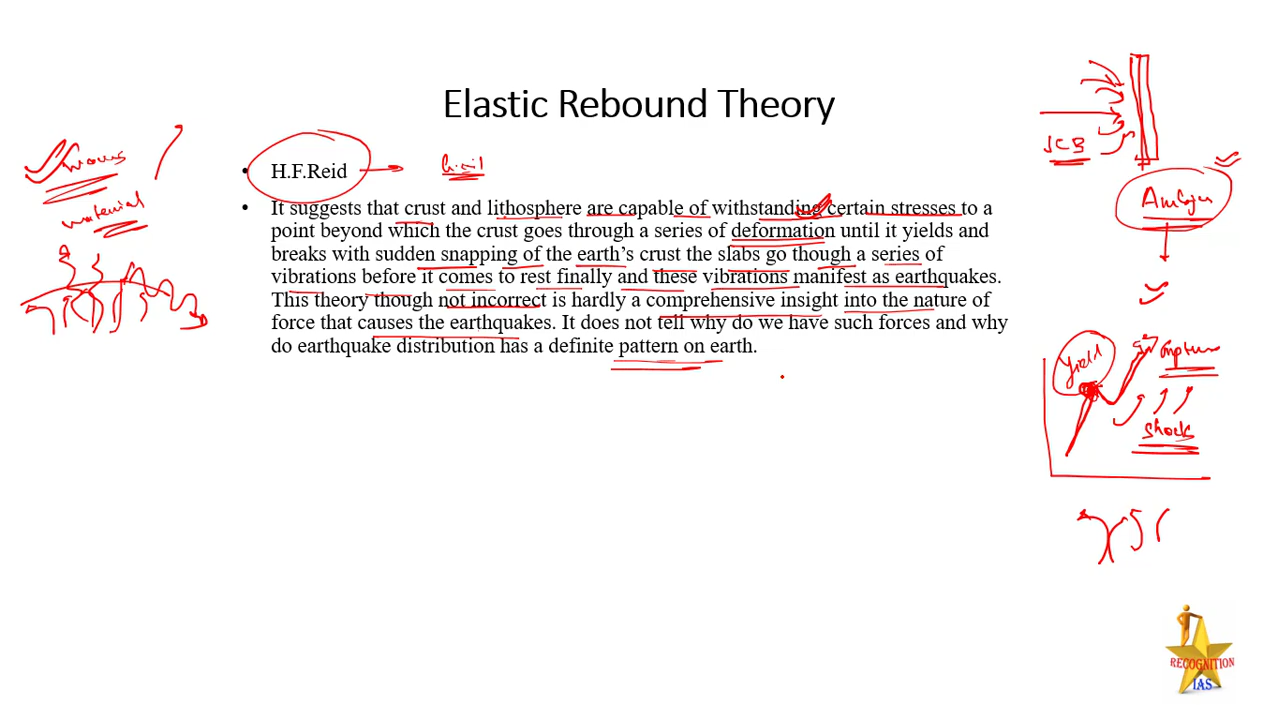 Elastic Rebound Theory
• H.F.Reid
• It suggests that crust and lithosphere are capable of withstanding certain stresses to a
point beyond which the crust goes through a series of deformation until it yields and
breaks with sudden snapping of the earth's crust the slabs go though a series of
vibrations before it comes to rest finally and these vibrations manifest as earthquakes.
This theory though not incorrect is hardly a comprehensive insight into the nature of
force that causes the earthquakes. It does not tell why do we have such forces and why
do earthquake distribution has a definite pattern on earth.
material
JCB
Yield
Shock
RECOGNITION
IAS